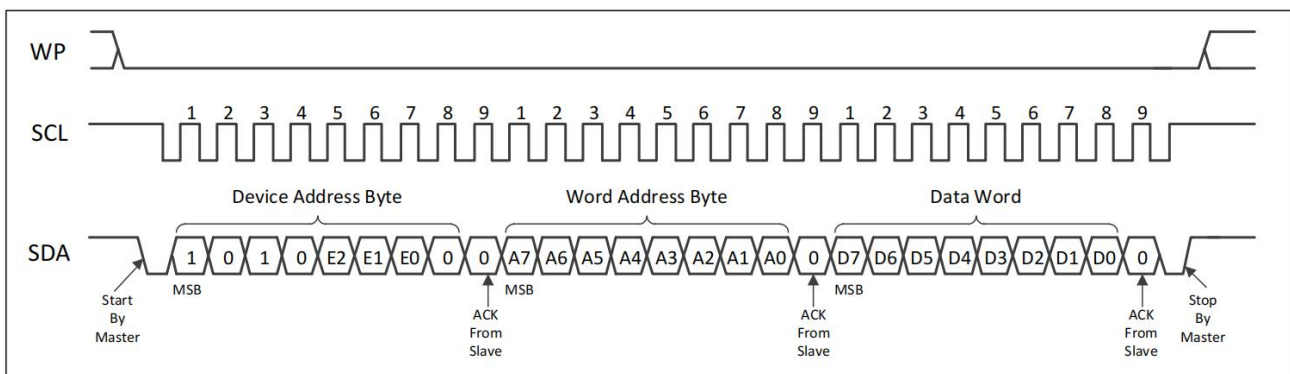 WP
SCL
1 2 3 4 5 6 7 8 9 1 2 3 4 5 6 7 8 9 1 2 3 4 5 6 7 8 9
Device Address Byte
Word Address Byte
Data Word
SDA
1 0 1 0 E2 E1 E0 0 0 A7 A6 A5 A4 A3 A2 A1 A0 0 D7 D6 D5 D4 D3 D2 D1 D0 0
MSB
MSB
MSB
Start
By
Master
ACK
From
Slave
ACK
From
Slave
ACK
From
Slave
Stop
By
Master